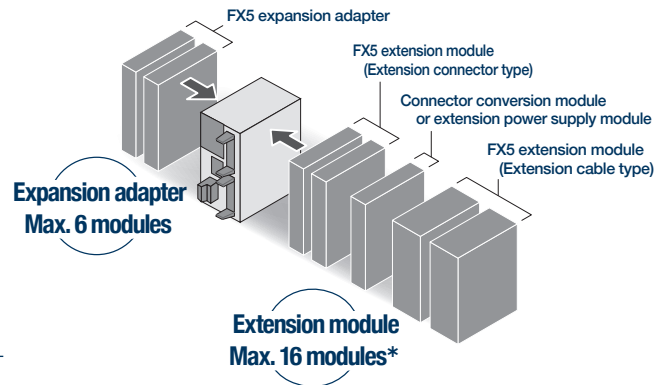 FX5 expansion adapter
FX5 extension module
(Extension connector type)
Connector conversion module
or extension power supply module
FX5 extension module
(Extension cable type)
Expansion adapter
Max. 6 modules
Extension module
Max. 16 modules*